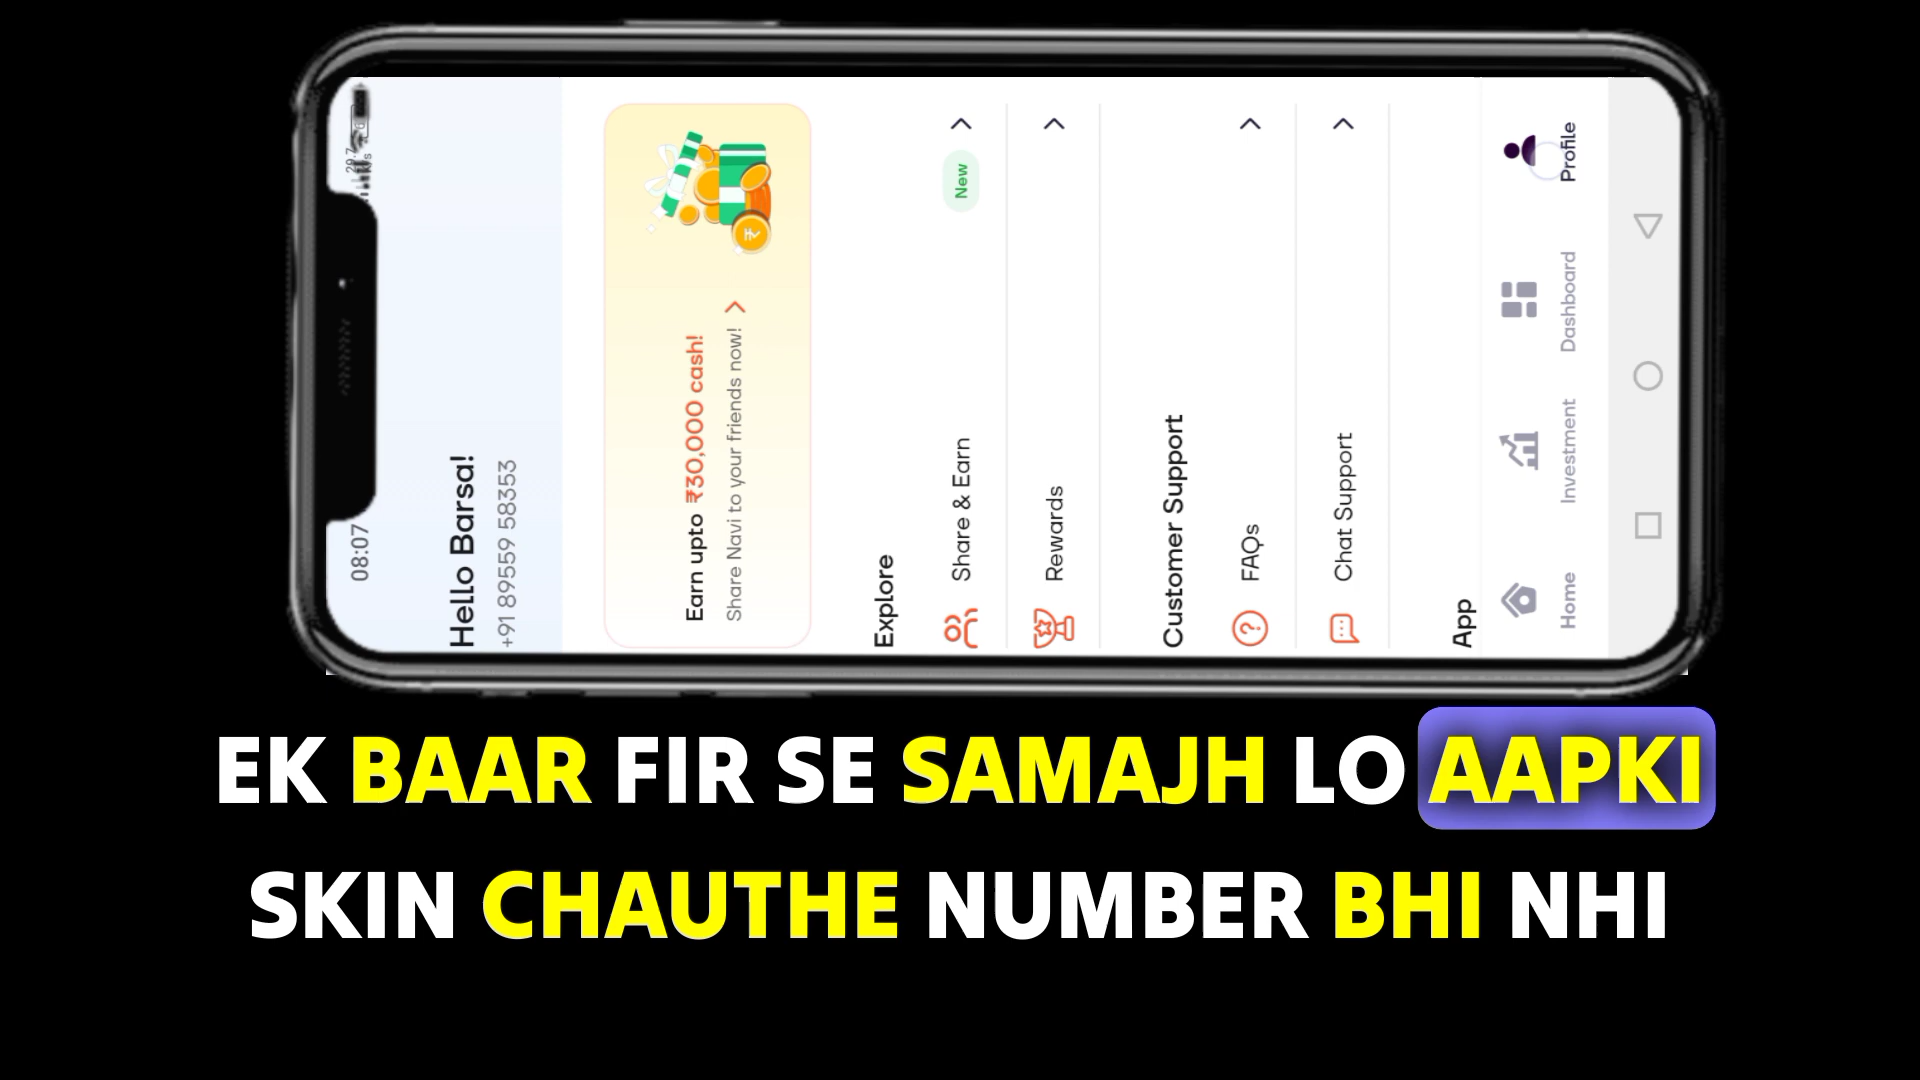 08:07
29.7
Hello Barsa!
+91 89559 58353
Earn upto ₹30,000 cash!
Share Navi to your friends now!
Explore
Share & Earn New
Rewards
Customer Support
FAQs
Chat Support
App
Home Investment Dashboard Profile
EK BAAR FIR SE SAMAJH LO AAPKI
SKIN CHAUTHE NUMBER BHI NHI